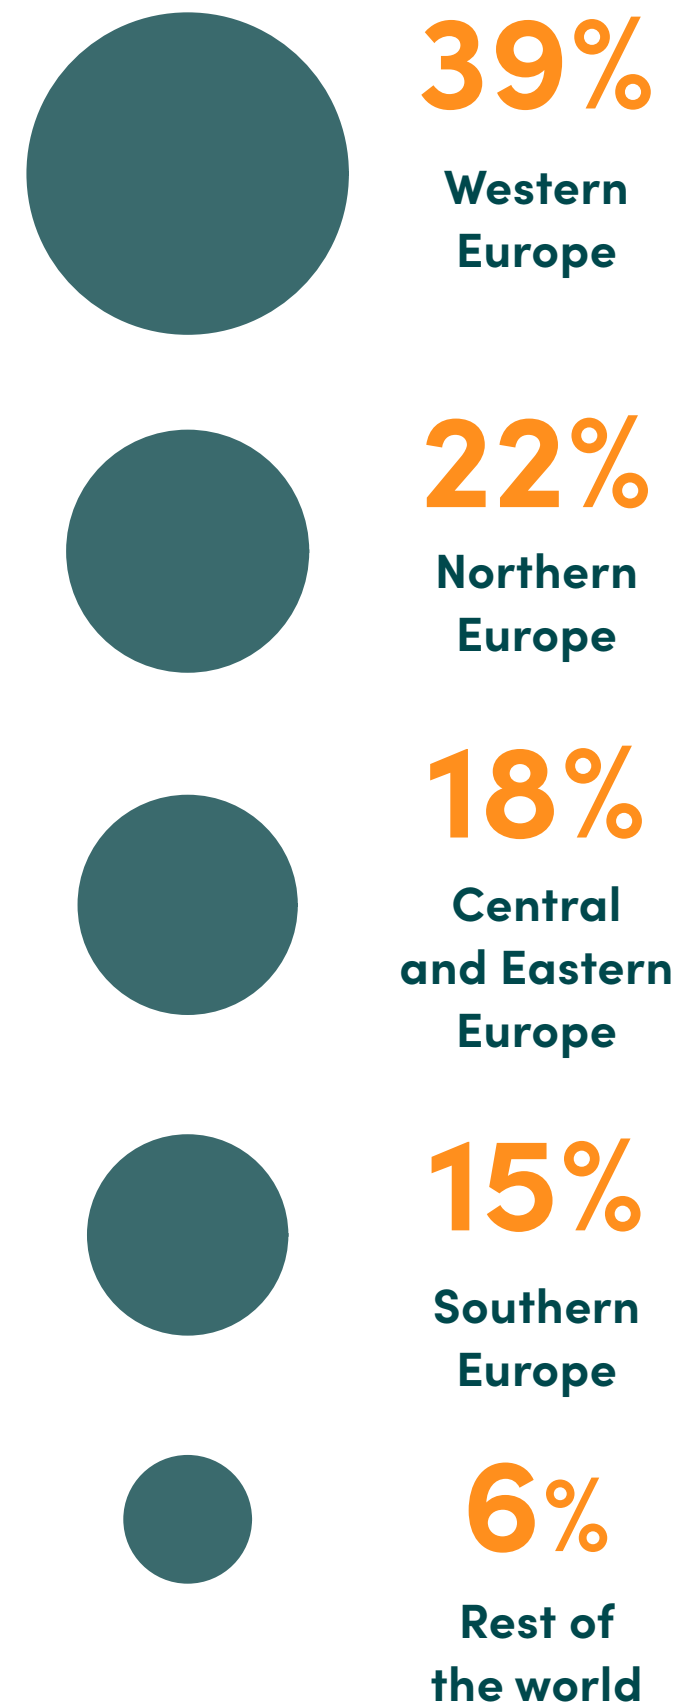 39%
Western
Europe
22%
Northern
Europe
18%
Central
and Eastern
Europe
15%
Southern
Europe
6%
Rest of
the world